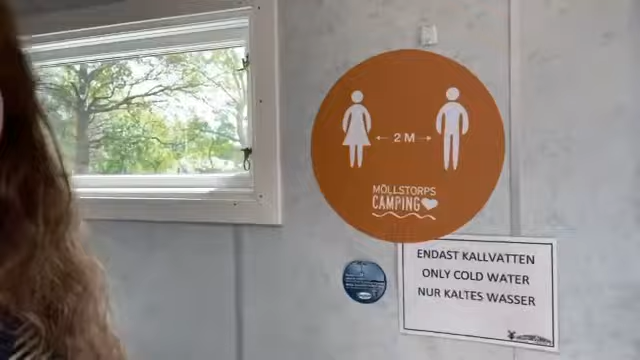 ← 2 M →
MÖLLSTORPS
CAMPING
ENDAST KALLVATTEN
ONLY COLD WATER
NUR KALTES WASSER